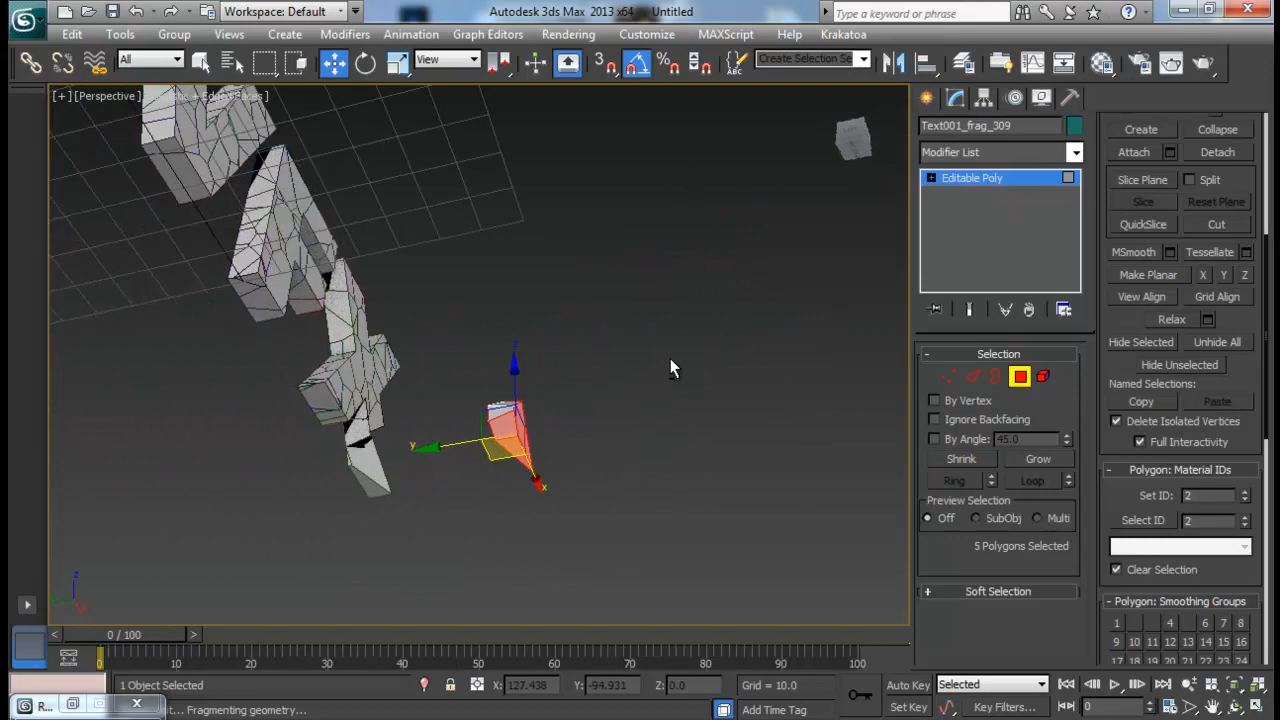 Workspace: Default
Autodesk 3ds Max 2013 x64 Untitled
Type a keyword or phrase
Edit Tools Group Views Create Modifiers Animation Graph Editors Rendering Customize MAXScript Help Krakatoa
All
View
3
Create Selection Se
[+] [Perspective]
Text001_frag_309
Modifier List
Editable Poly
Create Collapse
Attach Detach
Slice Plane Split
Slice Reset Plane
QuickSlice Cut
MSmooth Tessellate
Make Planar X Y Z
View Align Grid Align
Relax
Hide Selected Unhide All
Hide Unselected
Named Selections:
Copy Paste
Delete Isolated Vertices
Full Interactivity
- Polygon: Material IDs
Set ID: 2
Select ID 2
Clear Selection
- Polygon: Smoothing Groups
1 2 3 4 5 6 7 8
9 10 11 12 13 14 15 16
- Selection
By Vertex
Ignore Backfacing
By Angle: 45.0
Shrink Grow
Ring Loop
Preview Selection
Off SubObj Multi
5 Polygons Selected
+ Soft Selection
z
y
x
z
< 0 / 100 >
0 10 20 30 40 50 60 70 80 90 100
1 Object Selected
X: 127.438 Y: -94.931 Z: 0.0
Grid = 10.0
Auto Key Selected
Set Key Key Filters... 0
R...
Fragmenting geometry...
Add Time Tag